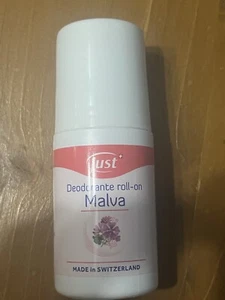 Just
Deodorante roll-on
Malva
MADE in SWITZERLAND